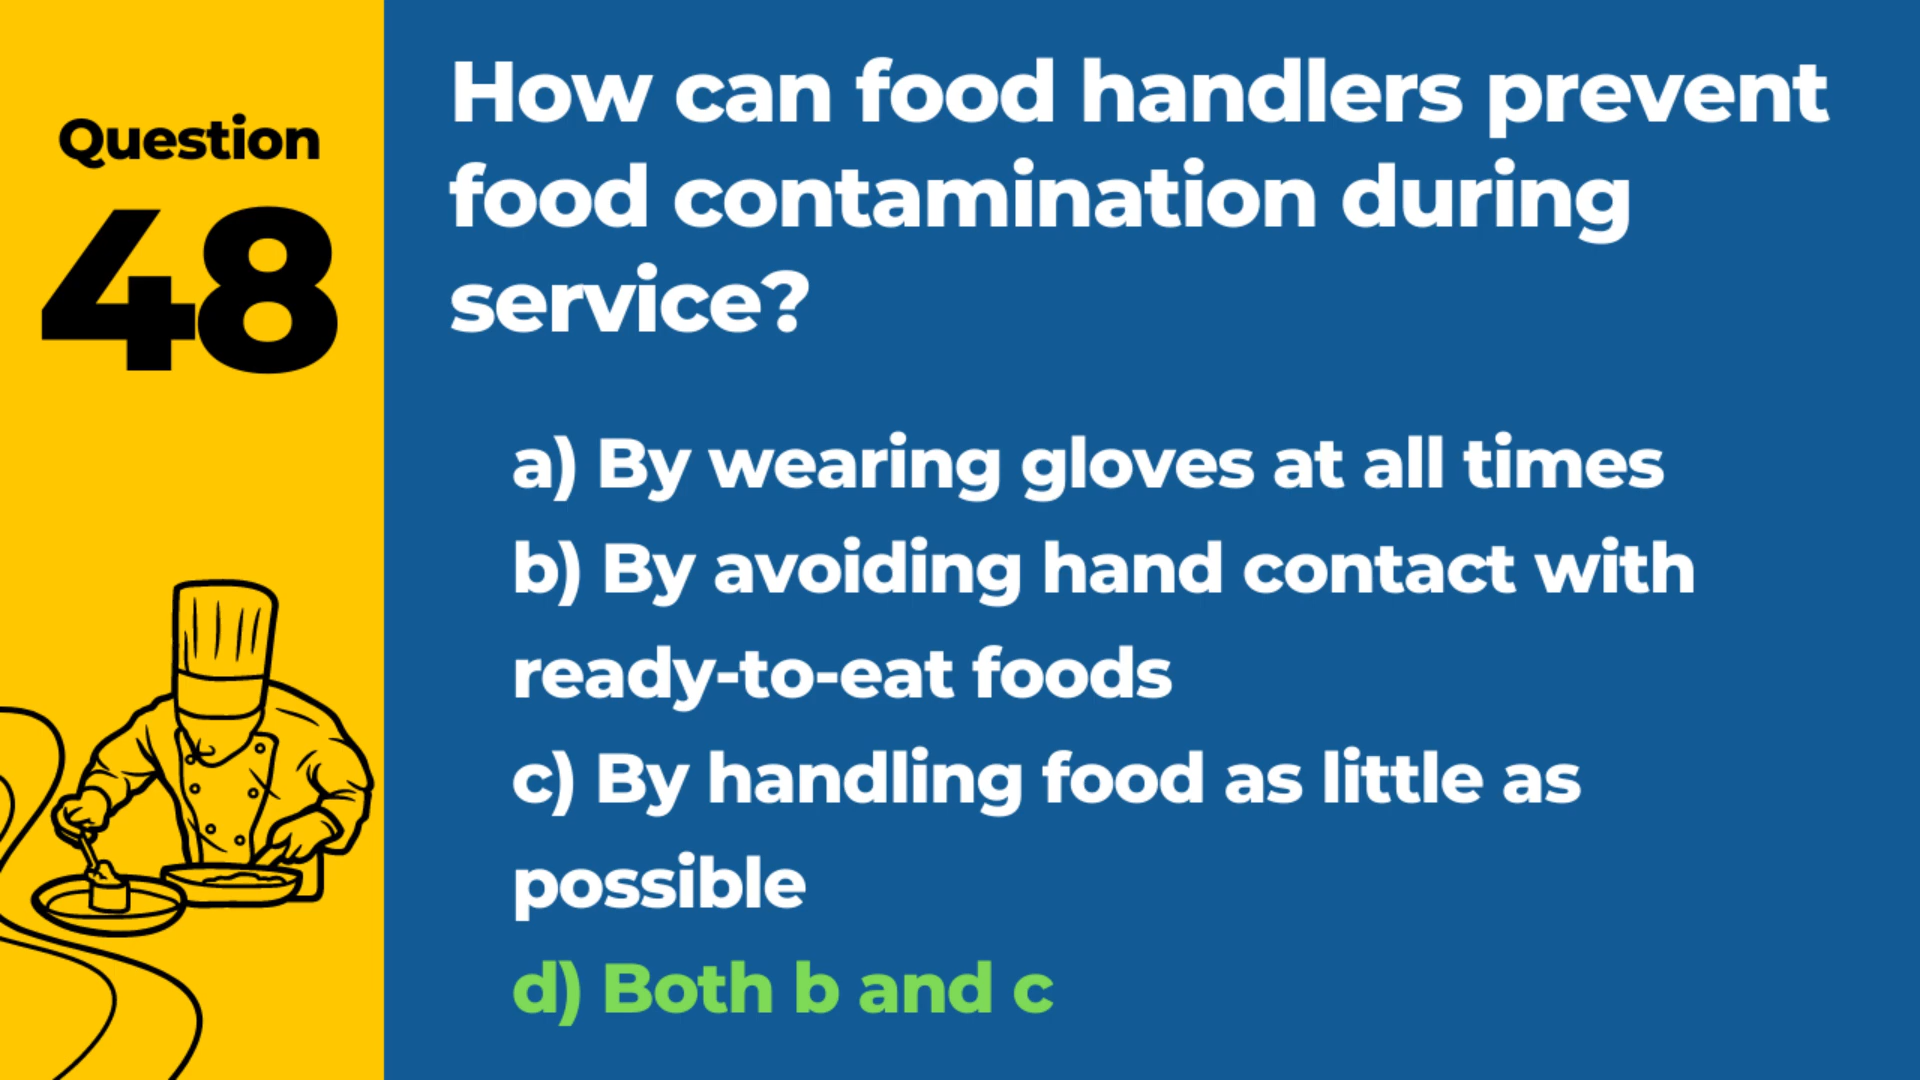 Question
48
How can food handlers prevent
food contamination during
service?
a) By wearing gloves at all times
b) By avoiding hand contact with
ready-to-eat foods
c) By handling food as little as
possible
d) Both b and c